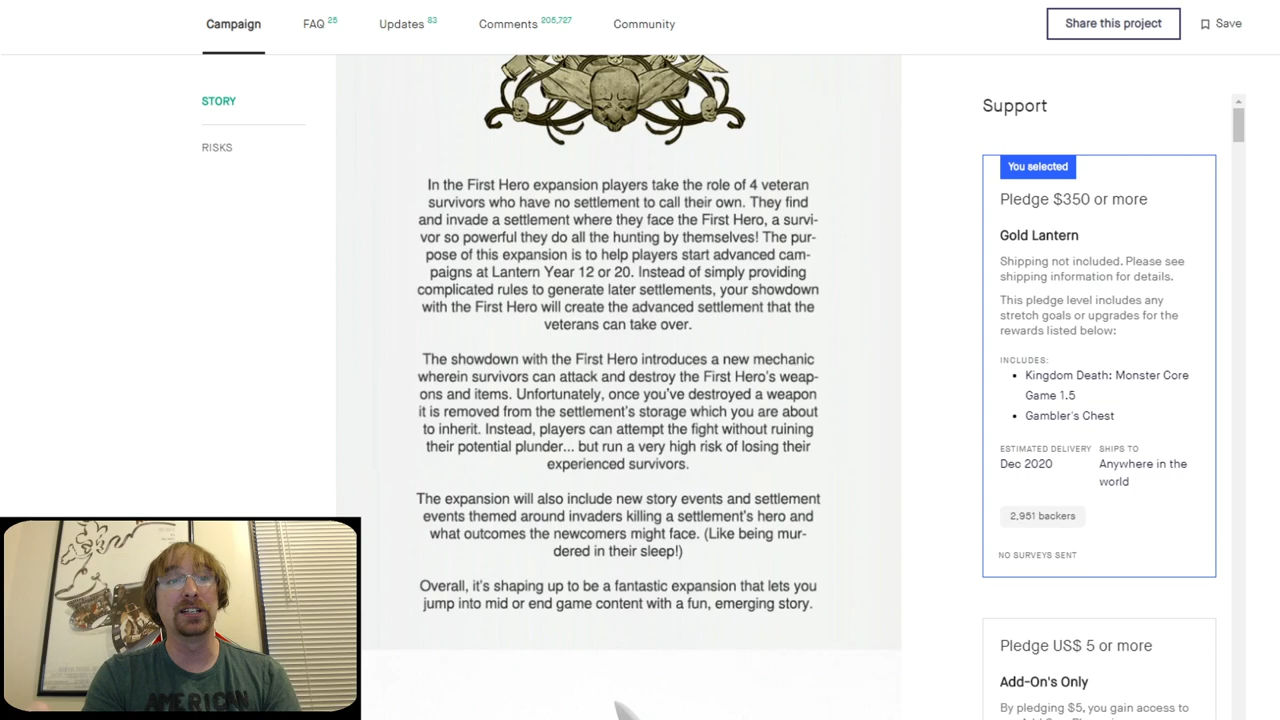 Campaign
FAQ 25
Updates 83
Comments 205,727
Community
Share this project
Save
STORY
RISKS
In the First Hero expansion players take the role of 4 veteran
survivors who have no settlement to call their own. They find
and invade a settlement where they face the First Hero, a survi-
vor so powerful they do all the hunting by themselves! The pur-
pose of this expansion is to help players start advanced cam-
paigns at Lantern Year 12 or 20. Instead of simply providing
complicated rules to generate later settlements, your showdown
with the First Hero will create the advanced settlement that the
veterans can take over.
The showdown with the First Hero introduces a new mechanic
wherein survivors can attack and destroy the First Hero's weap-
ons and items. Unfortunately, once you've destroyed a weapon
it is removed from the settlement's storage which you are about
to inherit. Instead, players can attempt the fight without ruining
their potential plunder... but run a very high risk of losing their
experienced survivors.
The expansion will also include new story events and settlement
events themed around invaders killing a settlement's hero and
what outcomes the newcomers might face. (Like being mur-
dered in their sleep!)
Overall, it's shaping up to be a fantastic expansion that lets you
jump into mid or end game content with a fun, emerging story.
Support
You selected
Pledge $350 or more
Gold Lantern
Shipping not included. Please see
shipping information for details.
This pledge level includes any
stretch goals or upgrades for the
rewards listed below:
INCLUDES:
• Kingdom Death: Monster Core
Game 1.5
• Gambler's Chest
ESTIMATED DELIVERY
Dec 2020
SHIPS TO
Anywhere in the
world
2,951 backers
NO SURVEYS SENT
Pledge US$ 5 or more
Add-On's Only
By pledging $5, you gain access to
AMERICAN